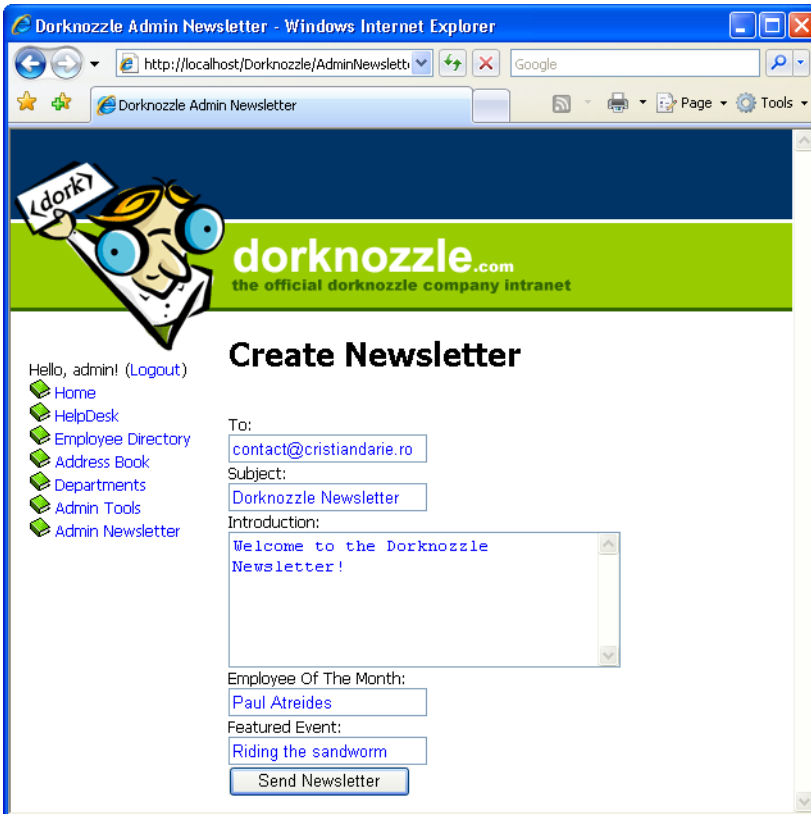 Dorknozzle Admin Newsletter - Windows Internet Explorer
http://localhost/Dorknozzle/AdminNewslett
Google
Dorknozzle Admin Newsletter
Page
Tools
<dork>
dorknozzle.com
the official dorknozzle company intranet
Hello, admin! (Logout)
Home
HelpDesk
Employee Directory
Address Book
Departments
Admin Tools
Admin Newsletter
Create Newsletter
To:
contact@cristiandarie.ro
Subject:
Dorknozzle Newsletter
Introduction:
Welcome to the Dorknozzle
Newsletter!
Employee Of The Month:
Paul Atreides
Featured Event:
Riding the sandworm
Send Newsletter